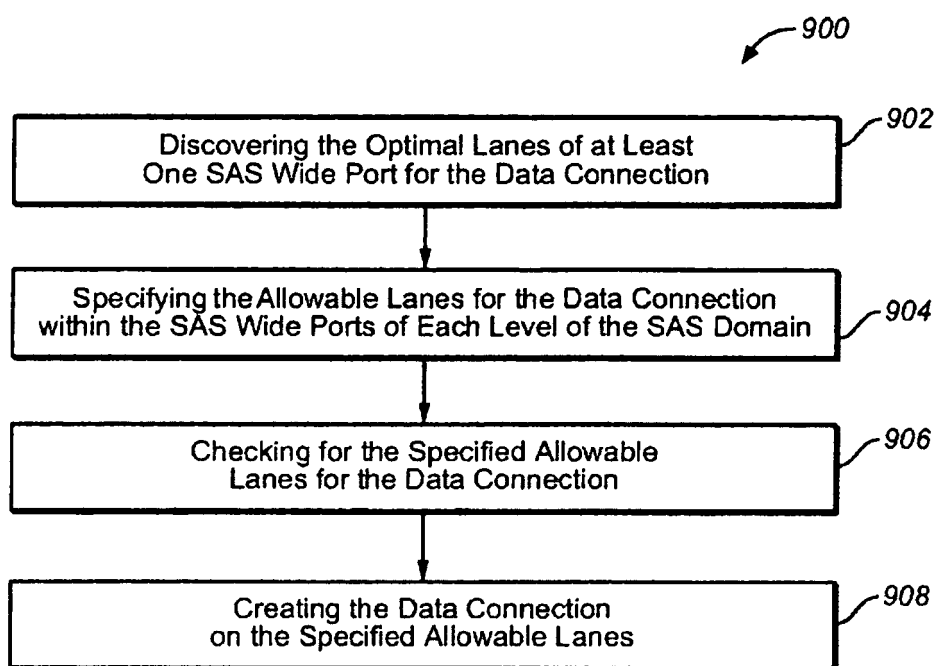 900
902
Discovering the Optimal Lanes of at Least
One SAS Wide Port for the Data Connection
Specifying the Allowable Lanes for the Data Connection
within the SAS Wide Ports of Each Level of the SAS Domain
904
Checking for the Specified Allowable
Lanes for the Data Connection
906
Creating the Data Connection
on the Specified Allowable Lanes
908